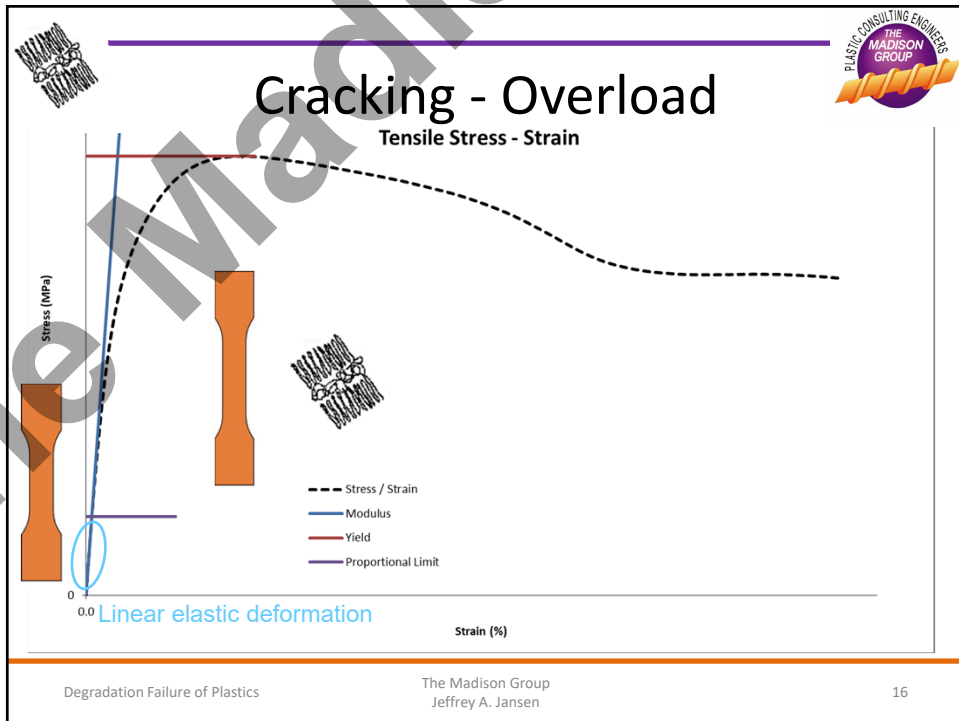 PLASTIC CONSULTING ENGINEERS
THE
MADISON
GROUP
Cracking - Overload
Tensile Stress - Strain
Stress (MPa)
Stress / Strain
Modulus
Yield
Proportional Limit
0
0.0
Linear elastic deformation
Strain (%)
Degradation Failure of Plastics
The Madison Group
Jeffrey A. Jansen
16